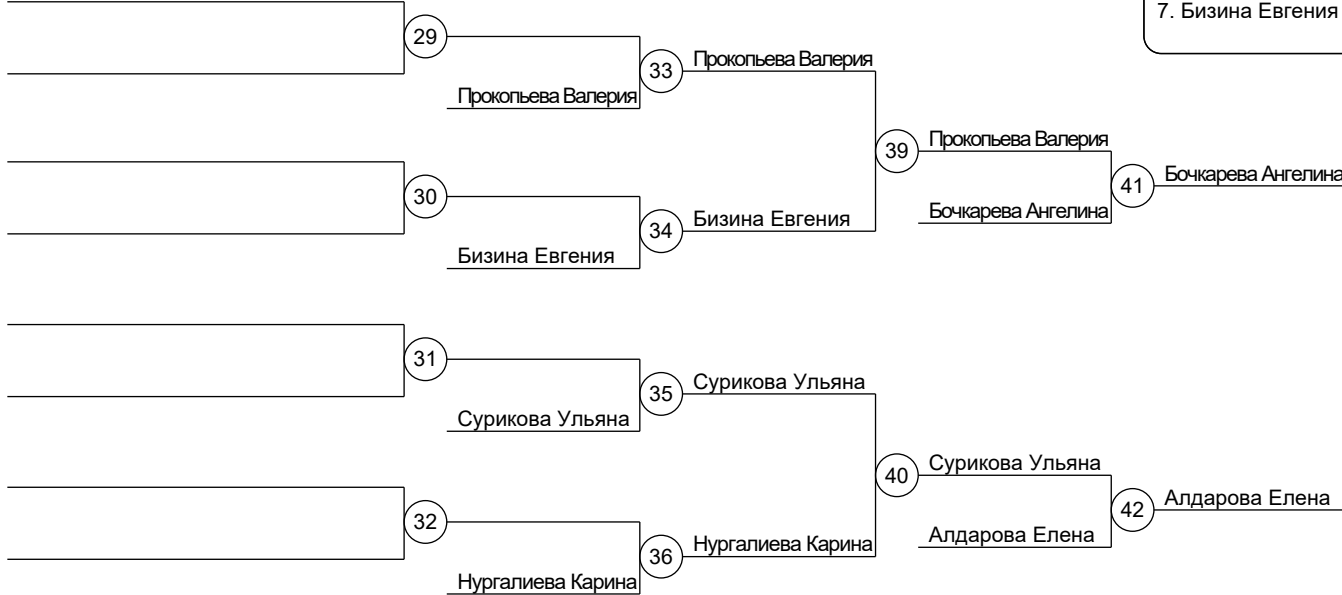 7. Бизина Евгения
29
33
Прокопьева Валерия
Прокопьева Валерия
39
Прокопьева Валерия
30
34
Бизина Евгения
Бизина Евгения
Бочкарева Ангелина
41
Бочкарева Ангелина
31
35
Сурикова Ульяна
Сурикова Ульяна
40
Сурикова Ульяна
32
36
Нургалиева Карина
Нургалиева Карина
Алдарова Елена
42
Алдарова Елена